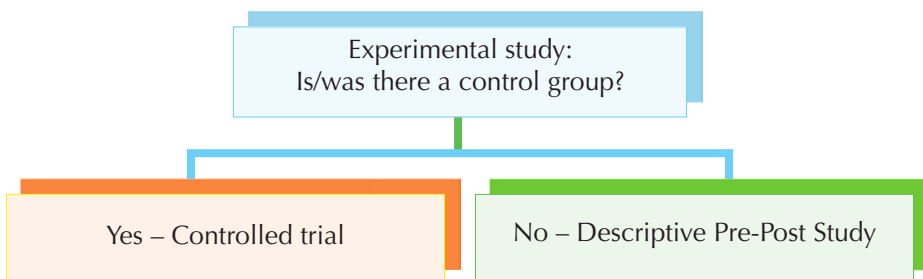 Experimental study:
Is/was there a control group?
Yes – Controlled trial
No – Descriptive Pre-Post Study